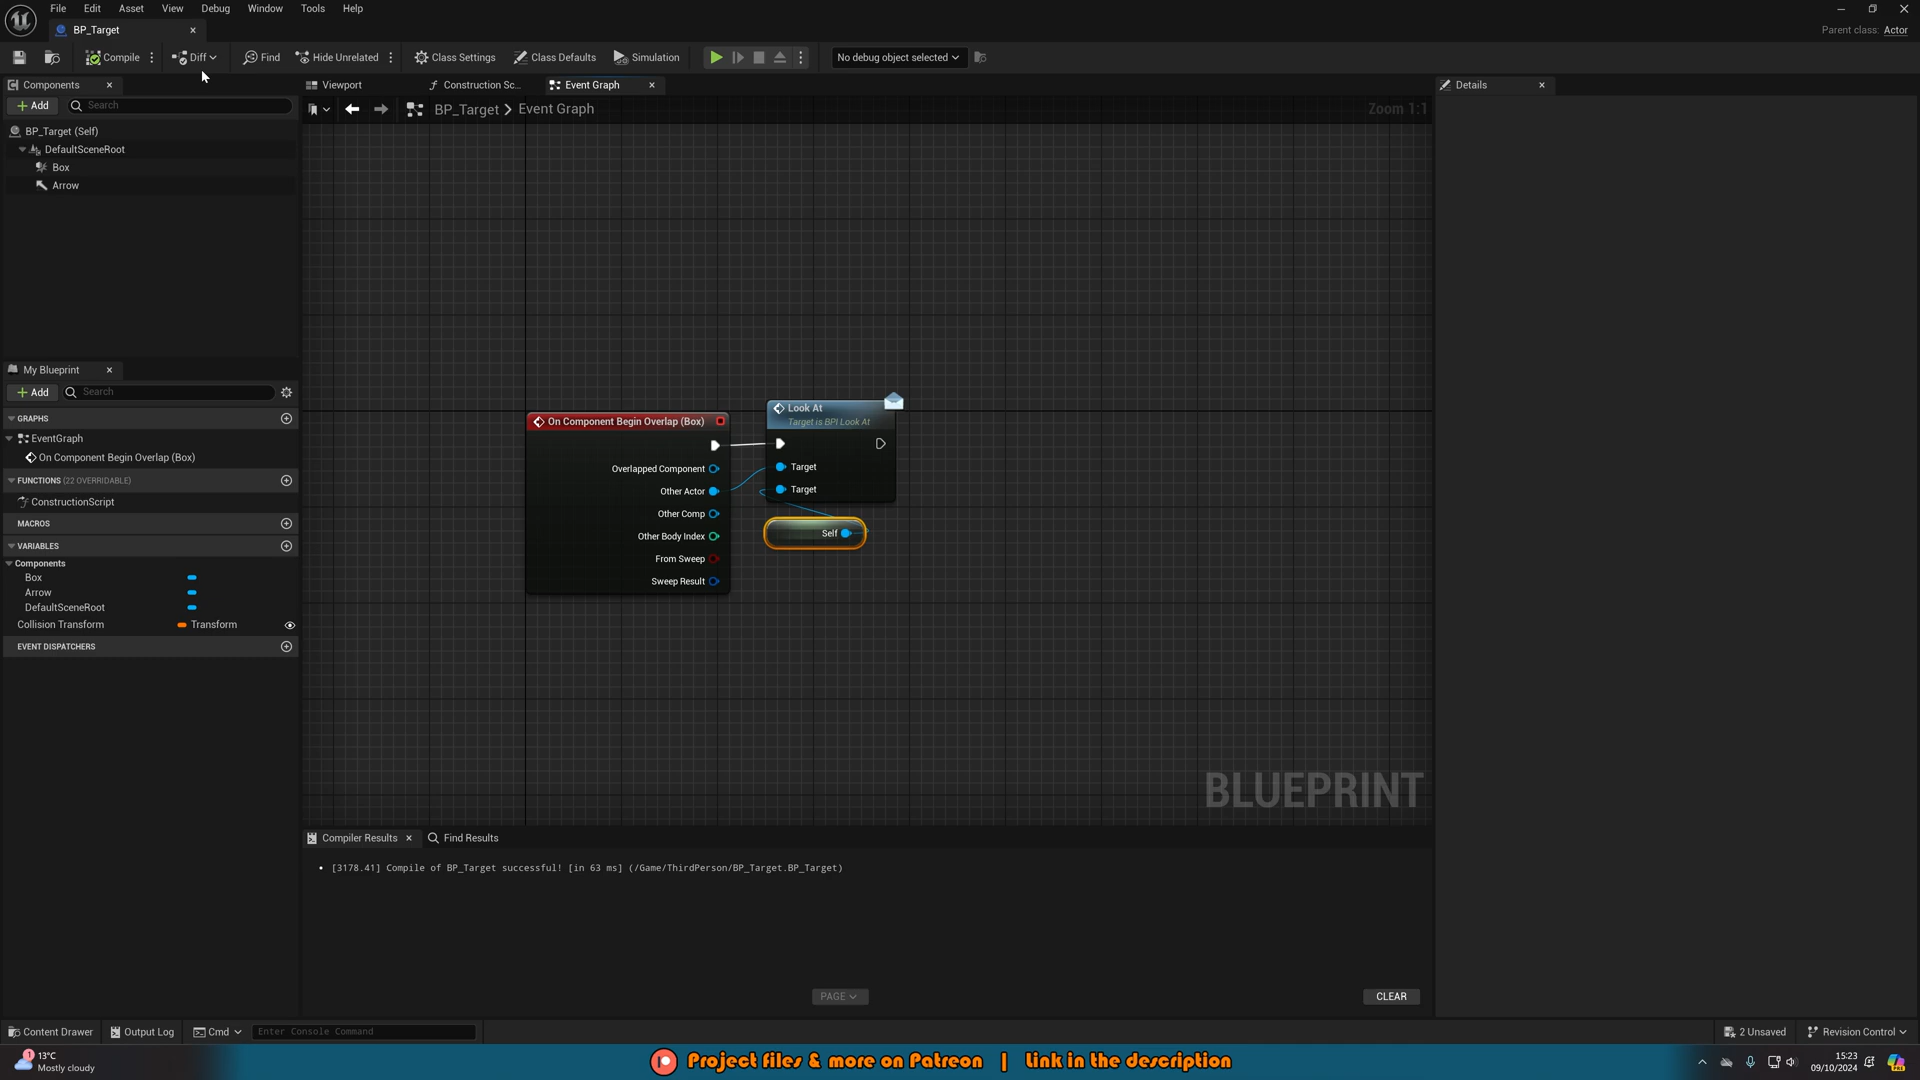 File Edit Asset View Debug Window Tools Help
BP_Target
Parent class: Actor
Compile Diff Find Hide Unrelated Class Settings Class Defaults Simulation No debug object selected
Components Viewport Construction Sc... Event Graph Details
Add Search
BP_Target > Event Graph Zoom 1:1
BP_Target (Self)
DefaultSceneRoot
Box
Arrow
My Blueprint
Add Search
GRAPHS
EventGraph
On Component Begin Overlap (Box)
FUNCTIONS (22 OVERRIDABLE)
ConstructionScript
MACROS
VARIABLES
Components
Box
Arrow
DefaultSceneRoot
Collision Transform Transform
EVENT DISPATCHERS
On Component Begin Overlap (Box)
Overlapped Component
Other Actor
Other Comp
Other Body Index
From Sweep
Sweep Result
Look At
Target is BPI Look At
Target
Target
Self
BLUEPRINT
Compiler Results Find Results
• [3178.41] Compile of BP_Target successful! [in 63 ms] (/Game/ThirdPerson/BP_Target.BP_Target)
PAGE CLEAR
Content Drawer Output Log Cmd Enter Console Command 2 Unsaved Revision Control
1
13°C
Mostly cloudy
Project files & more on Patreon | Link in the description
15:23
09/10/2024
PRE